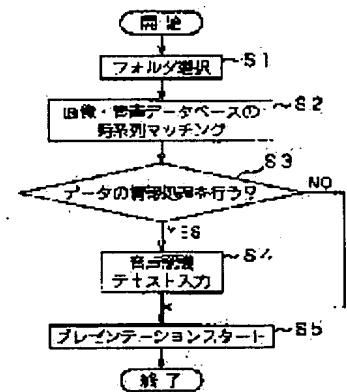 開始
フォルダ選択
S1
画像・音声データベースの
時系列マッチング
S2
S3
データの情報処理を行う?
NO
YES
音声認識
テキスト入力
S4
プレゼンテーションスタート
S5
終了